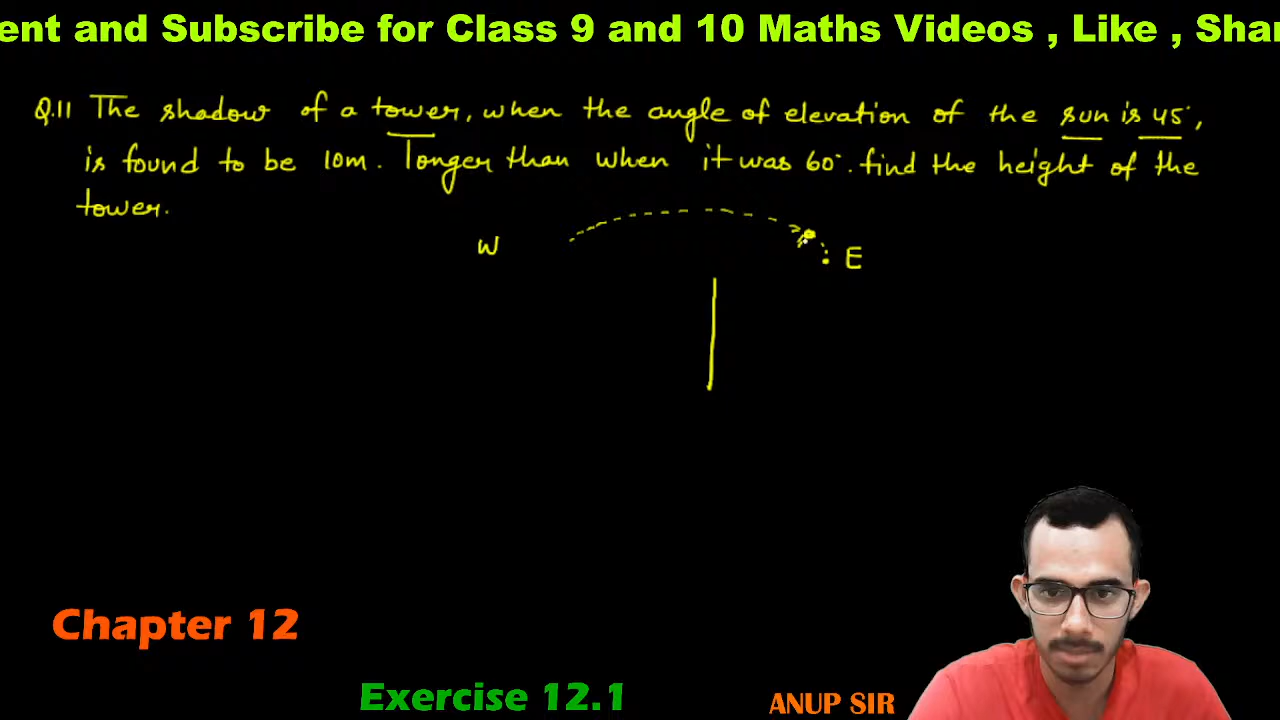 ent and Subscribe for Class 9 and 10 Maths Videos , Like , Shar
Q.11 The shadow of a tower, when the angle of elevation of the sun is 45°,
is found to be 10m. Longer than when it was 60°. find the height of the
tower.
W
E
Chapter 12
Exercise 12.1
ANUP SIR